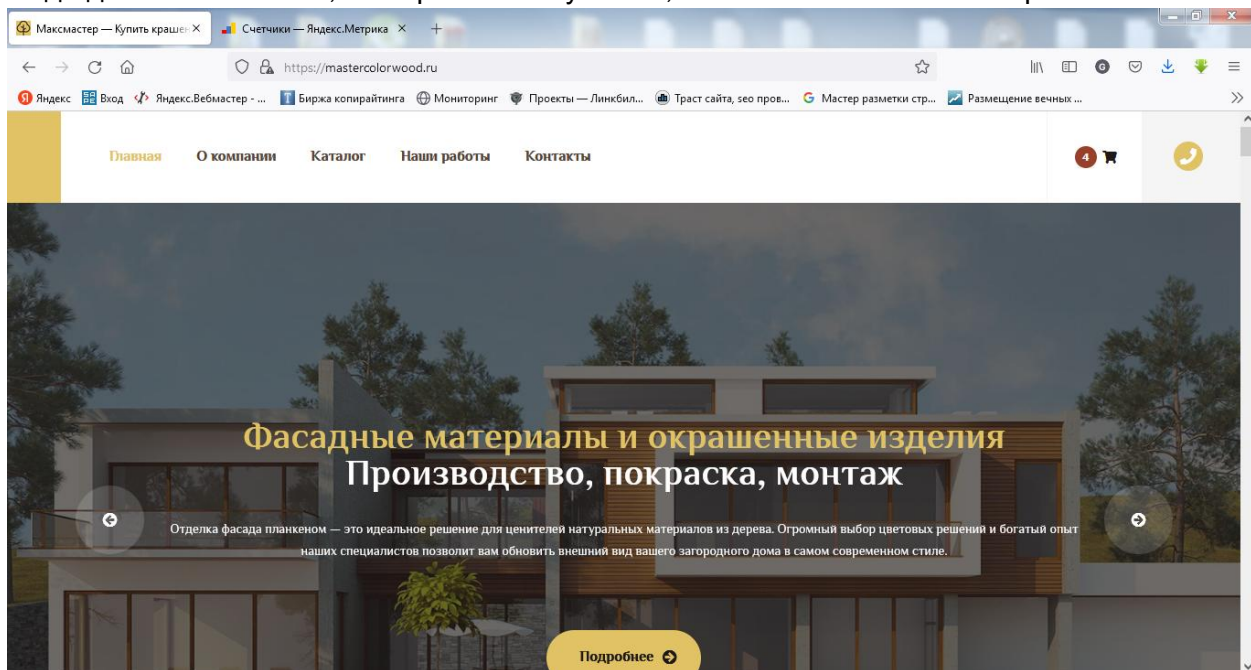 Максмастер — Купить крашен
Счетчики — Яндекс.Метрика
https://mastercolorwood.ru
Яндекс Вход Яндекс.Вебмастер - ... Биржа копирайтинга Мониторинг Проекты — Линкбил... Траст сайта, seo пров... Мастер разметки стр... Размещение вечных ...
Главная О компании Каталог Наши работы Контакты 4
Фасадные материалы и окрашенные изделия
Производство, покраска, монтаж
Отделка фасада планкеном — это идеальное решение для ценителей натуральных материалов из дерева. Огромный выбор цветовых решений и богатый опыт
наших специалистов позволит вам обновить внешний вид вашего загородного дома в самом современном стиле.
Подробнее